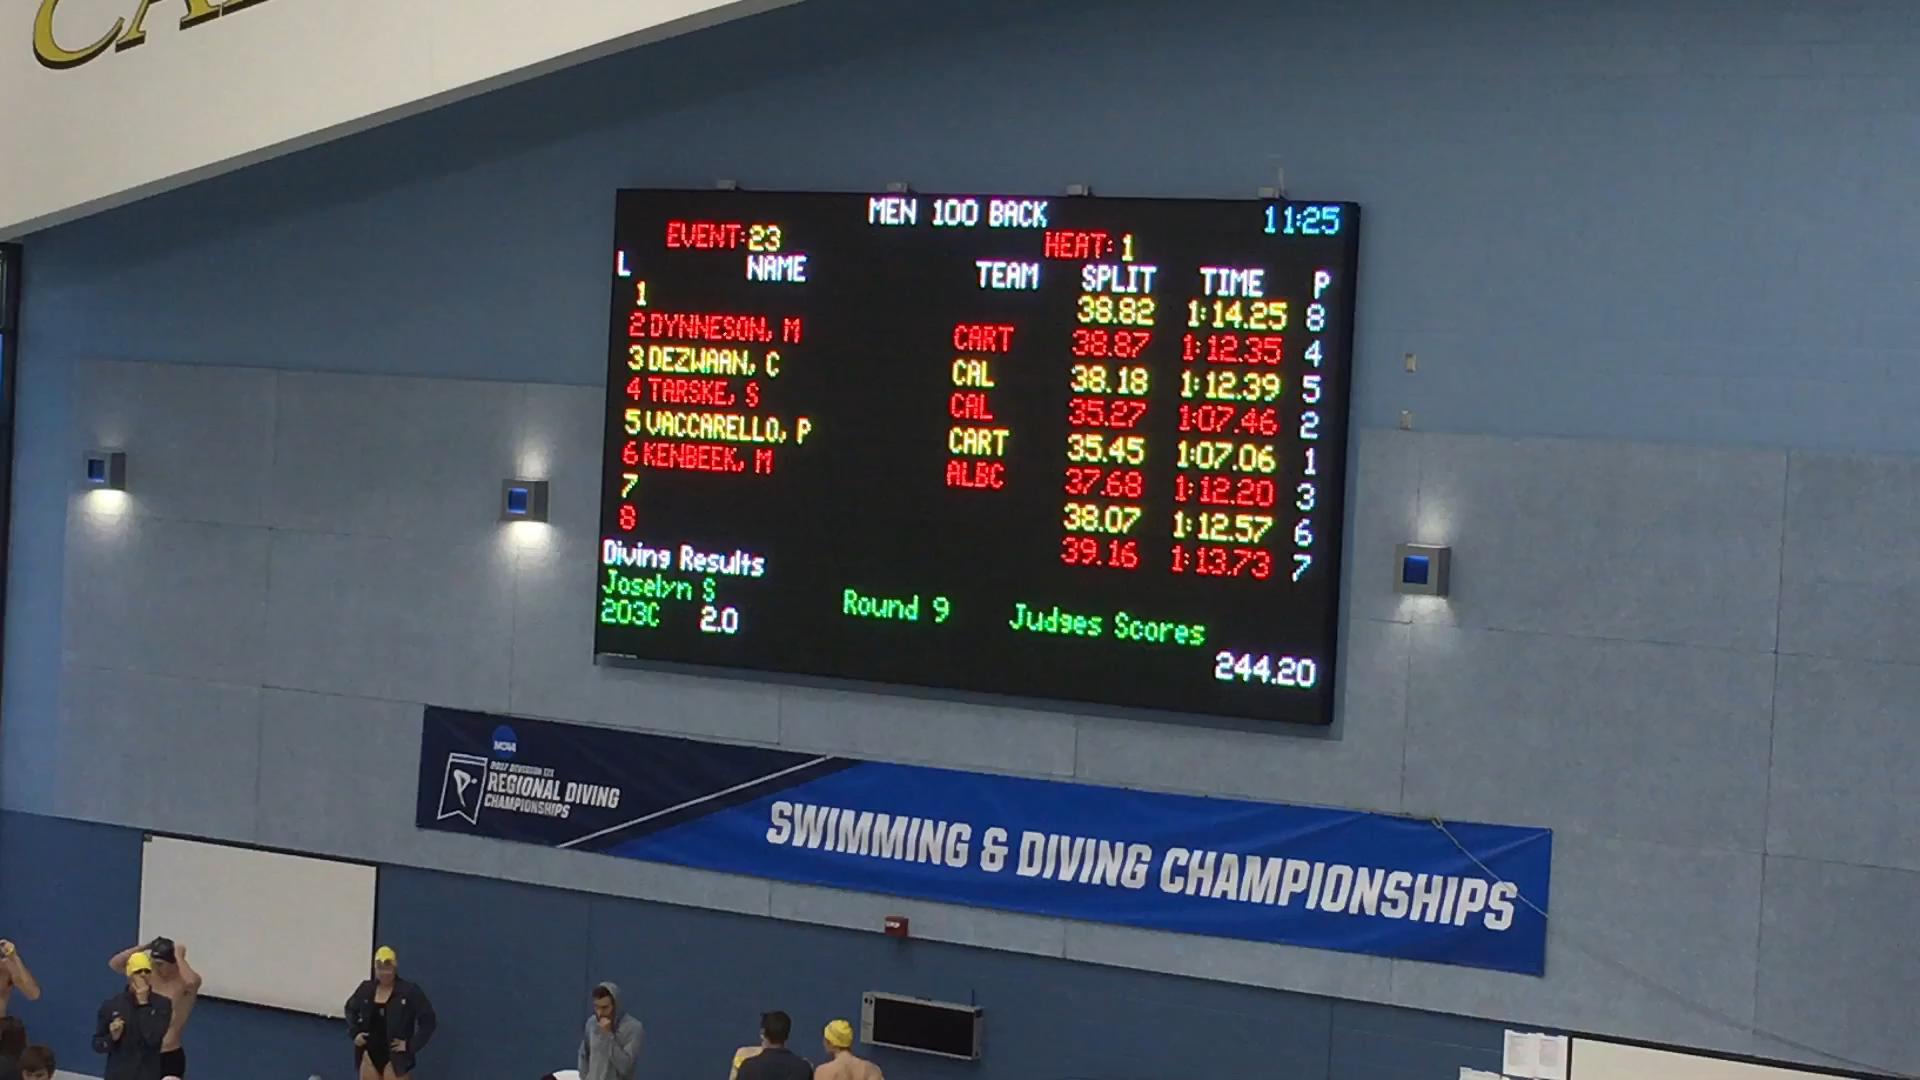 MEN 100 BACK 11:25
EVENT:23 HEAT:1
L NAME TEAM SPLIT TIME P
1 38.82 1:14.25 8
2 DYNNESON, M CART 38.87 1:12.35 4
3 DEZWAAN, C CAL 38.18 1:12.39 5
4 TARSKE, S CAL 35.27 1:07.46 2
5 VACCARELLO, P CART 35.45 1:07.06 1
6 KENBEEK, M ALBC 37.68 1:12.20 3
7 38.07 1:12.57 6
8 39.16 1:13.73 7
Diving Results
Joselyn S Round 9 Judges Scores
203C 2.0
244.20
NCAA
2017 DIVISION III
REGIONAL DIVING
CHAMPIONSHIPS
SWIMMING & DIVING CHAMPIONSHIPS